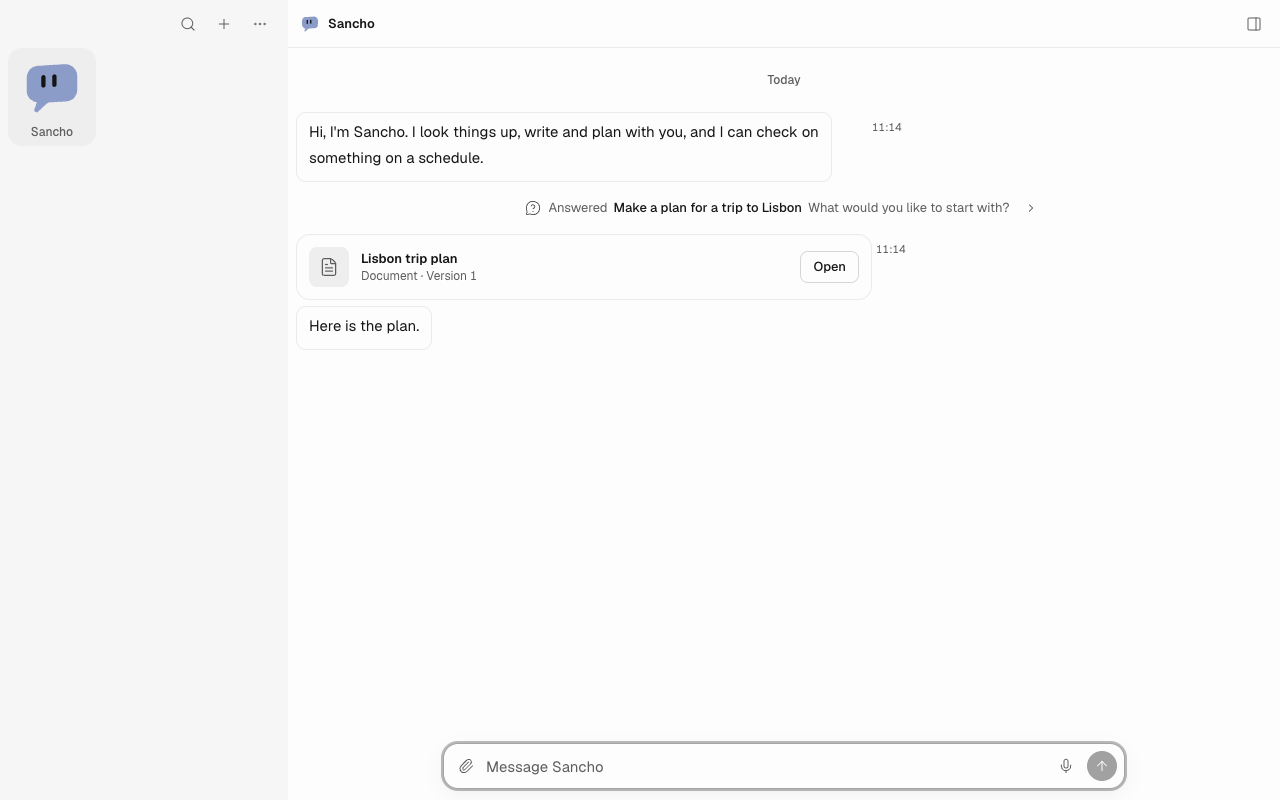 Sancho
Sancho
Today
Hi, I'm Sancho. I look things up, write and plan with you, and I can check on
something on a schedule.
11:14
Answered Make a plan for a trip to Lisbon What would you like to start with?
Lisbon trip plan
Document · Version 1
Open
11:14
Here is the plan.
Message Sancho